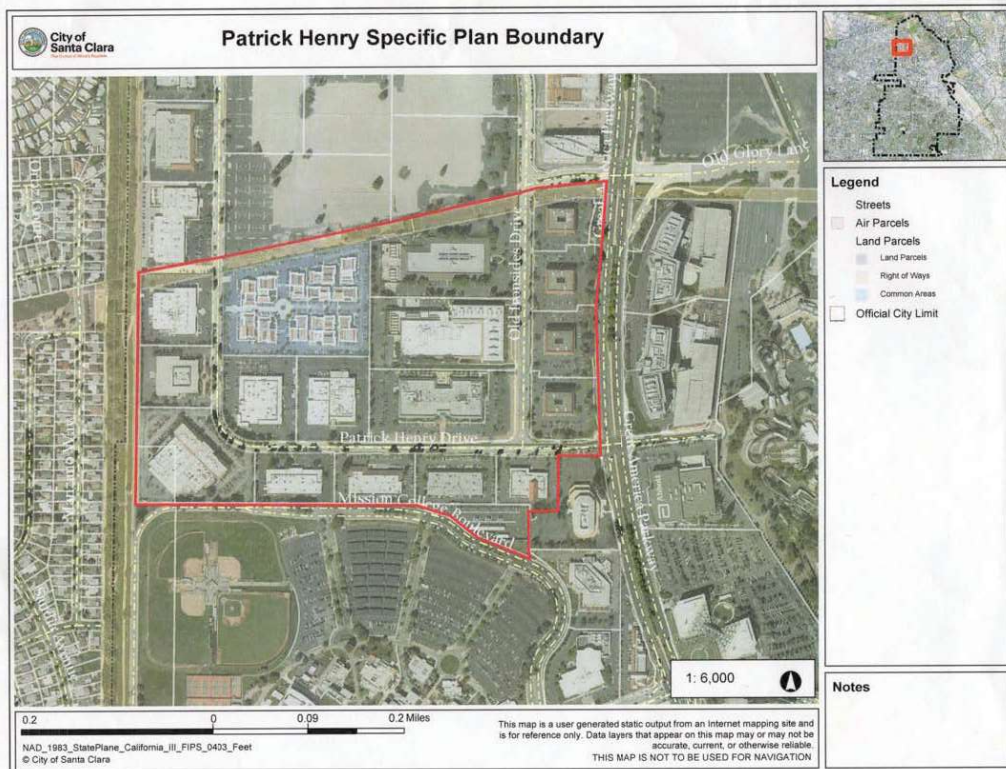 City of
Santa Clara
Patrick Henry Specific Plan Boundary
Old Glory Lane
Old Ironsides Drive
Patrick Henry Drive
Mission College Boulevard
Great America Parkway
Abbott
1: 6,000
Legend
Streets
Air Parcels
Land Parcels
Land Parcels
Right of Ways
Common Areas
Official City Limit
Notes
0.2
0
0.09
0.2 Miles
NAD_1983_StatePlane_California_III_FIPS_0403_Feet
© City of Santa Clara
This map is a user generated static output from an Internet mapping site and
is for reference only. Data layers that appear on this map may or may not be
accurate, current, or otherwise reliable.
THIS MAP IS NOT TO BE USED FOR NAVIGATION